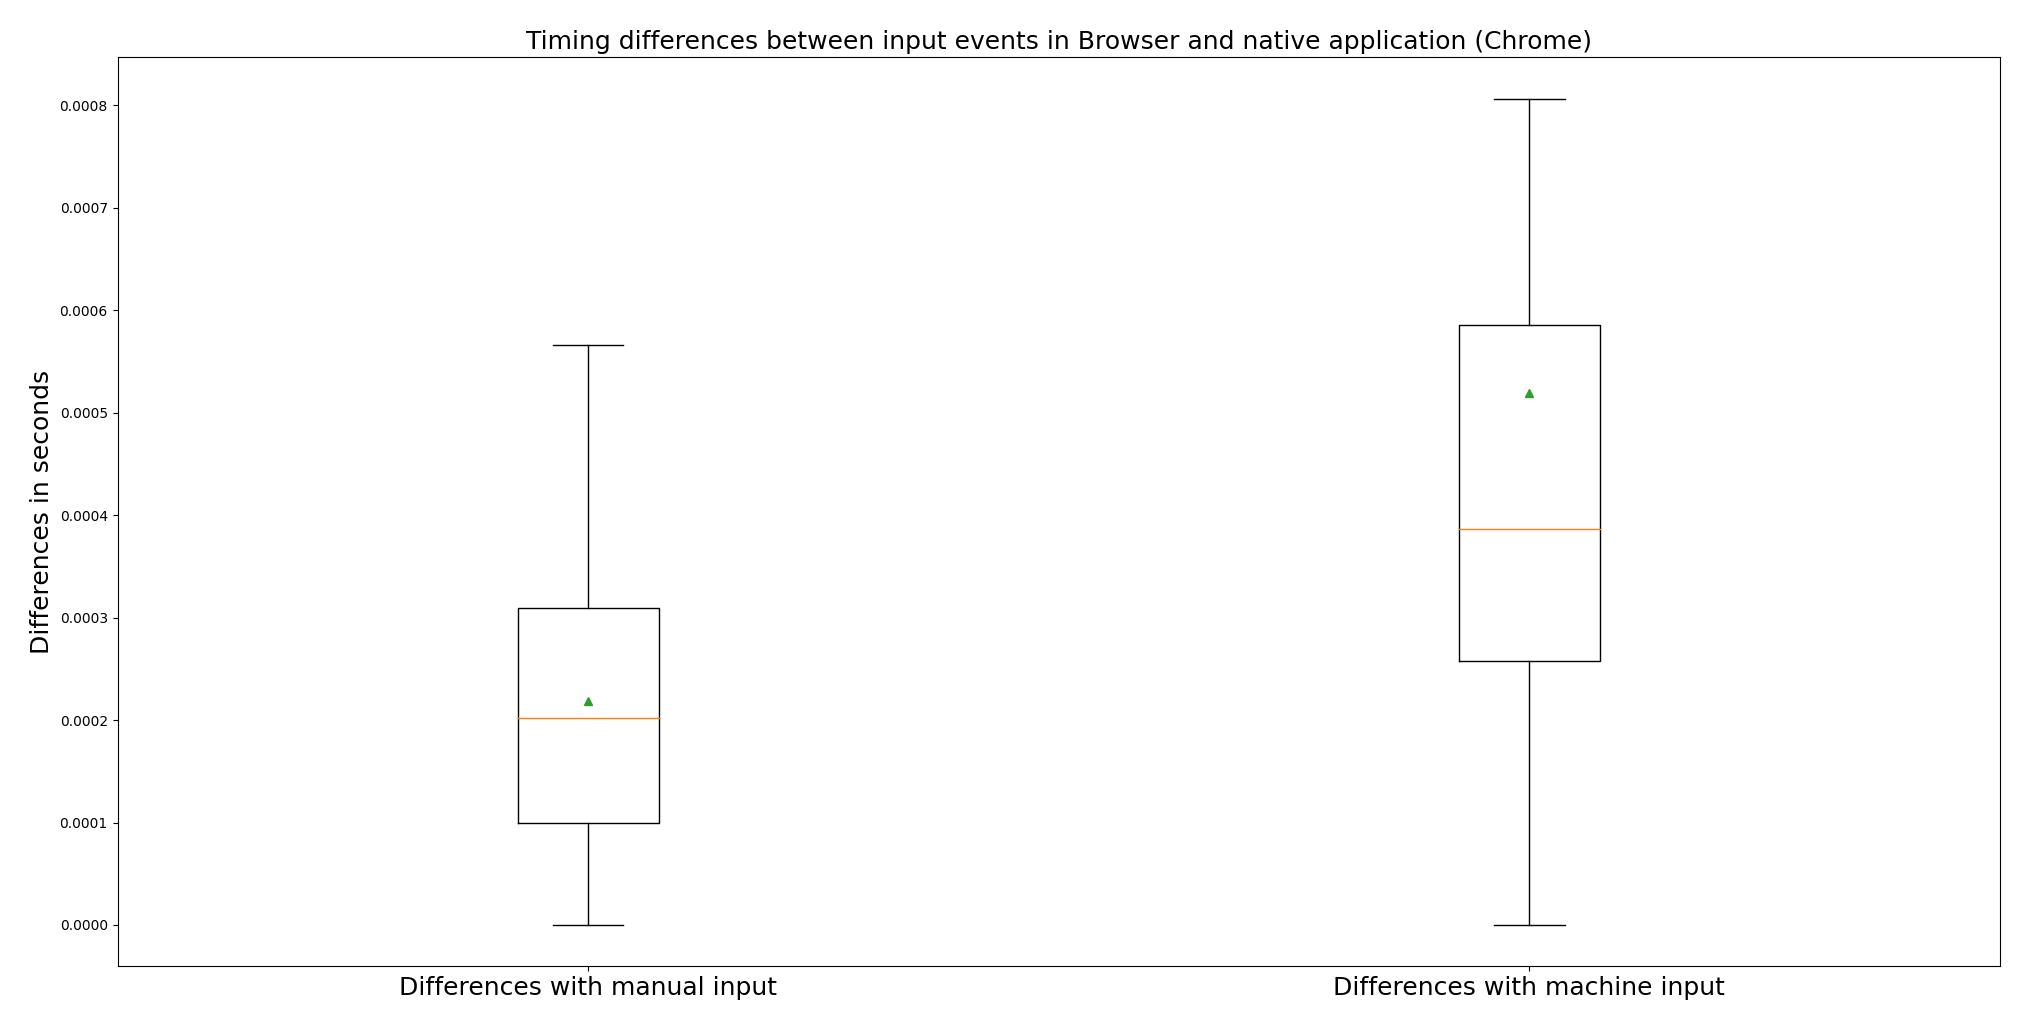 Timing differences between input events in Browser and native application (Chrome)
Differences in seconds
0.0008
0.0007
0.0006
0.0005
0.0004
0.0003
0.0002
0.0001
0.0000
Differences with manual input
Differences with machine input